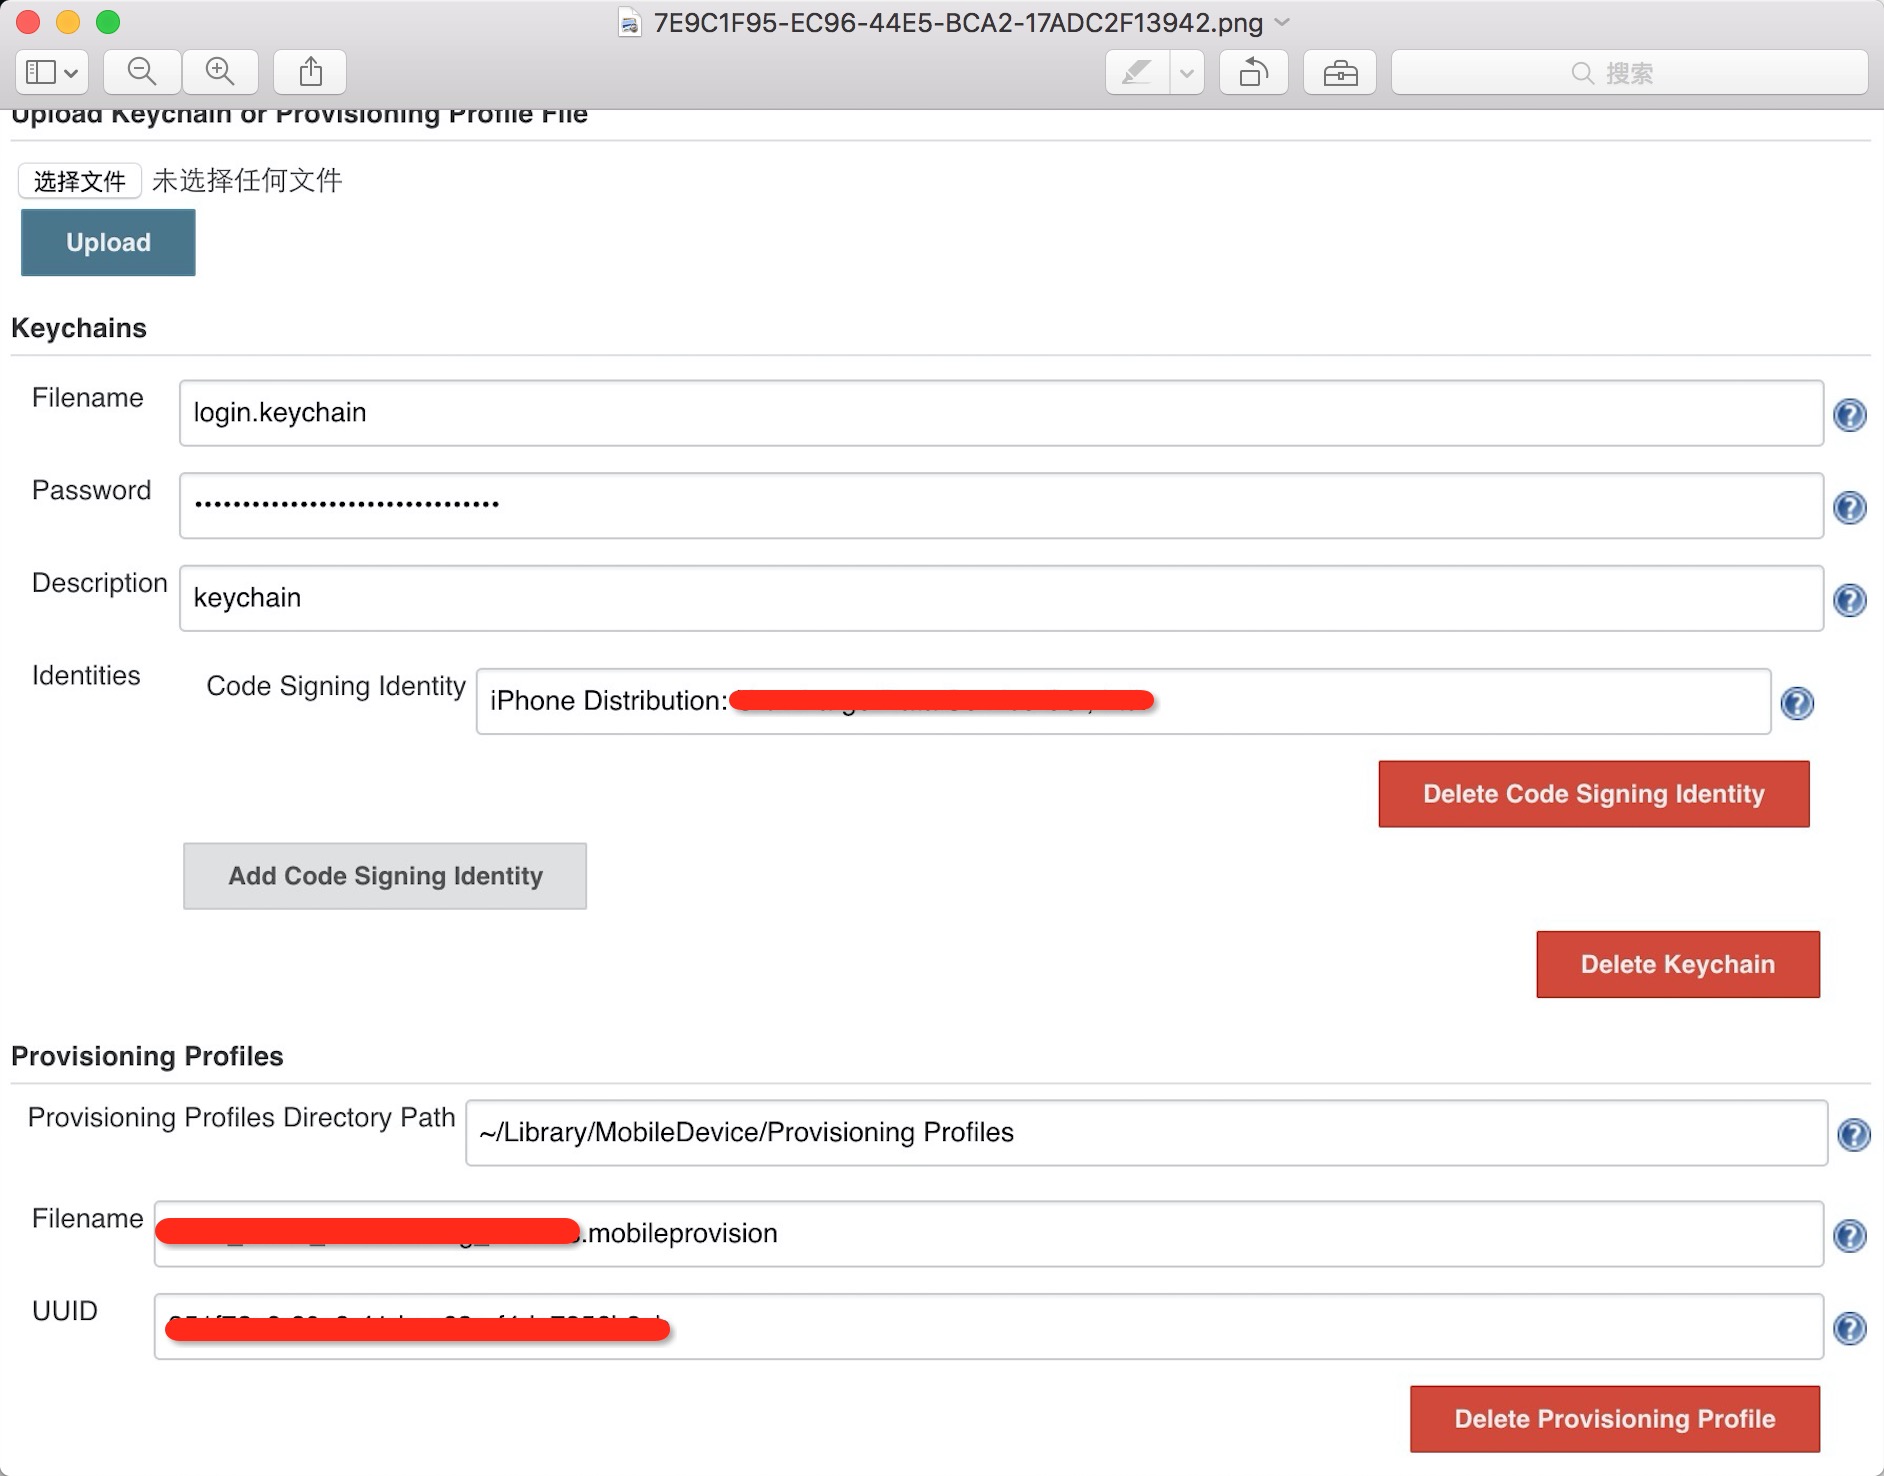 7E9C1F95-EC96-44E5-BCA2-17ADC2F13942.png
搜索
Upload Keychain or Provisioning Profile File
选择文件 未选择任何文件
Upload
Keychains
Filename login.keychain
Password ••••••••••••••••••••••••••••••••
Description keychain
Identities Code Signing Identity iPhone Distribution:
Delete Code Signing Identity
Add Code Signing Identity
Delete Keychain
Provisioning Profiles
Provisioning Profiles Directory Path ~/Library/MobileDevice/Provisioning Profiles
Filename .mobileprovision
UUID
Delete Provisioning Profile